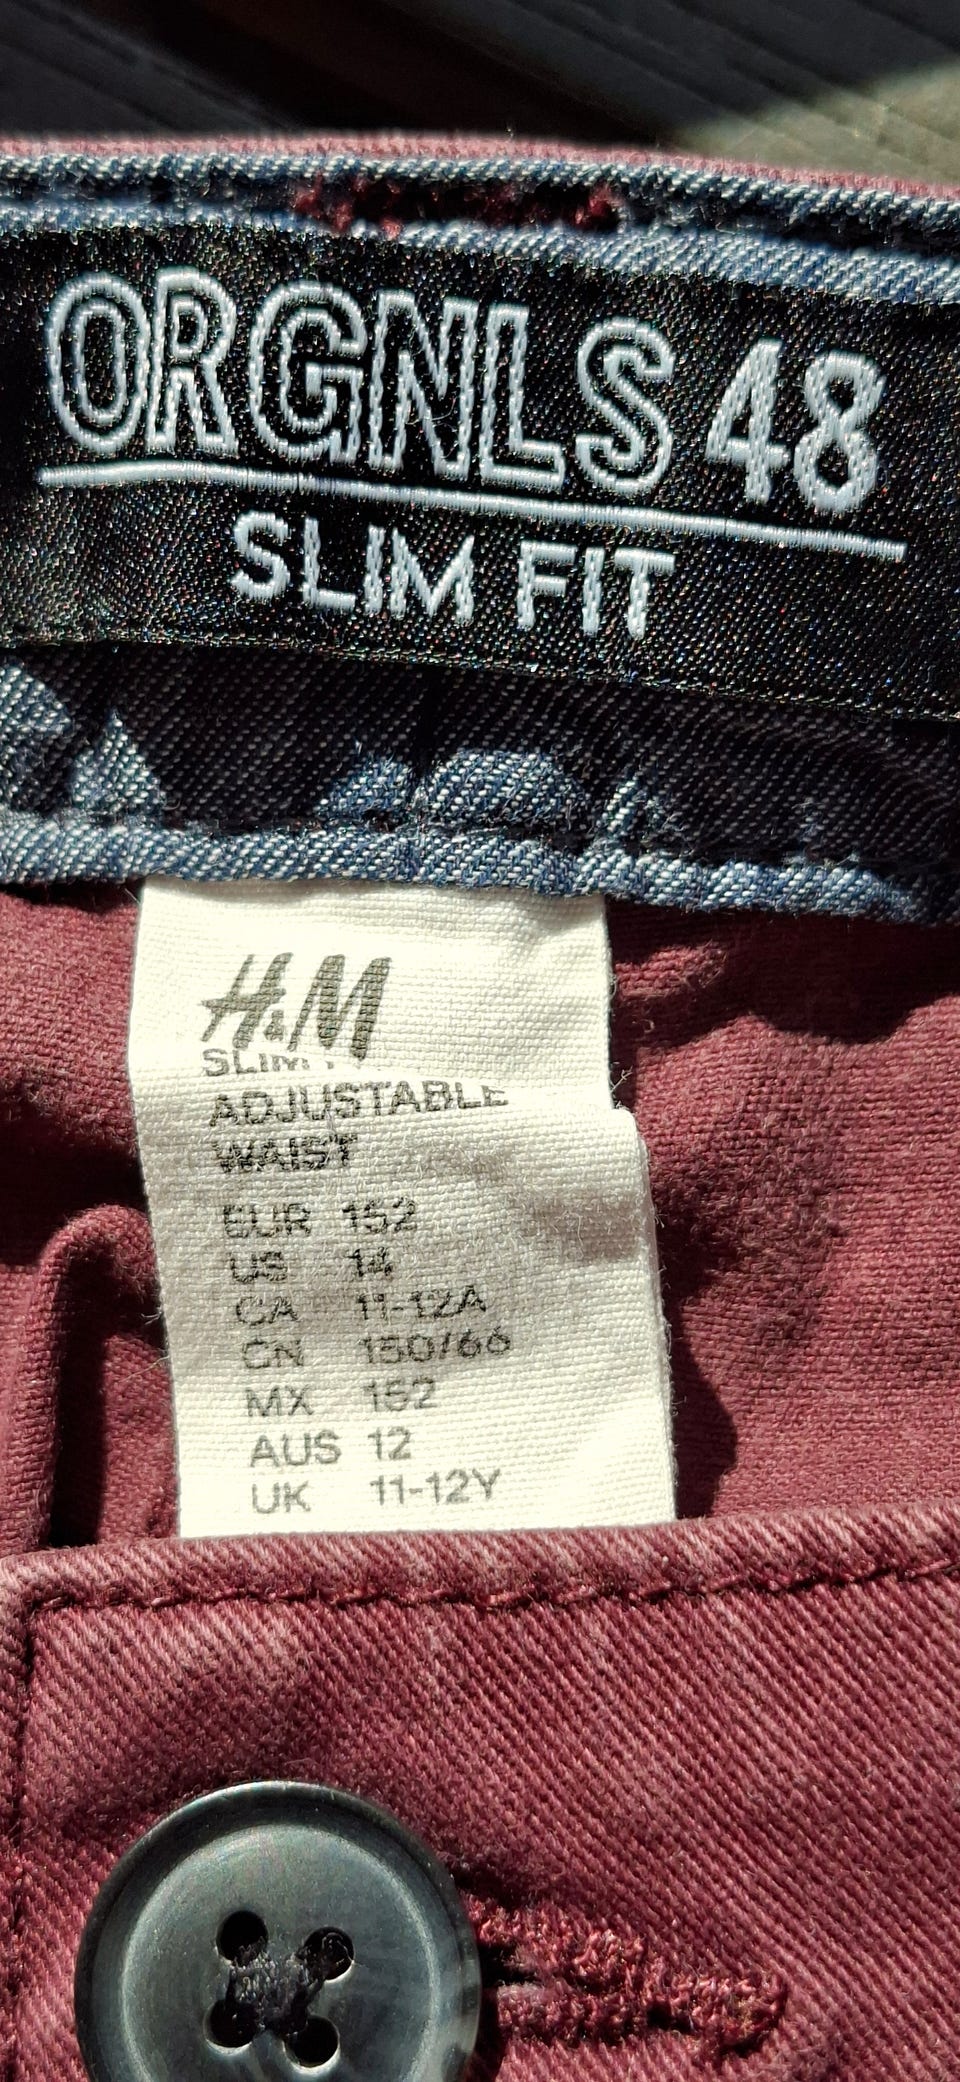 ORGNLS 48
SLIM FIT
H&M
SLIM
ADJUSTABLE
WAIST
EUR 152
US 14
CA 11-12A
CN 150/66
MX 152
AUS 12
UK 11-12Y